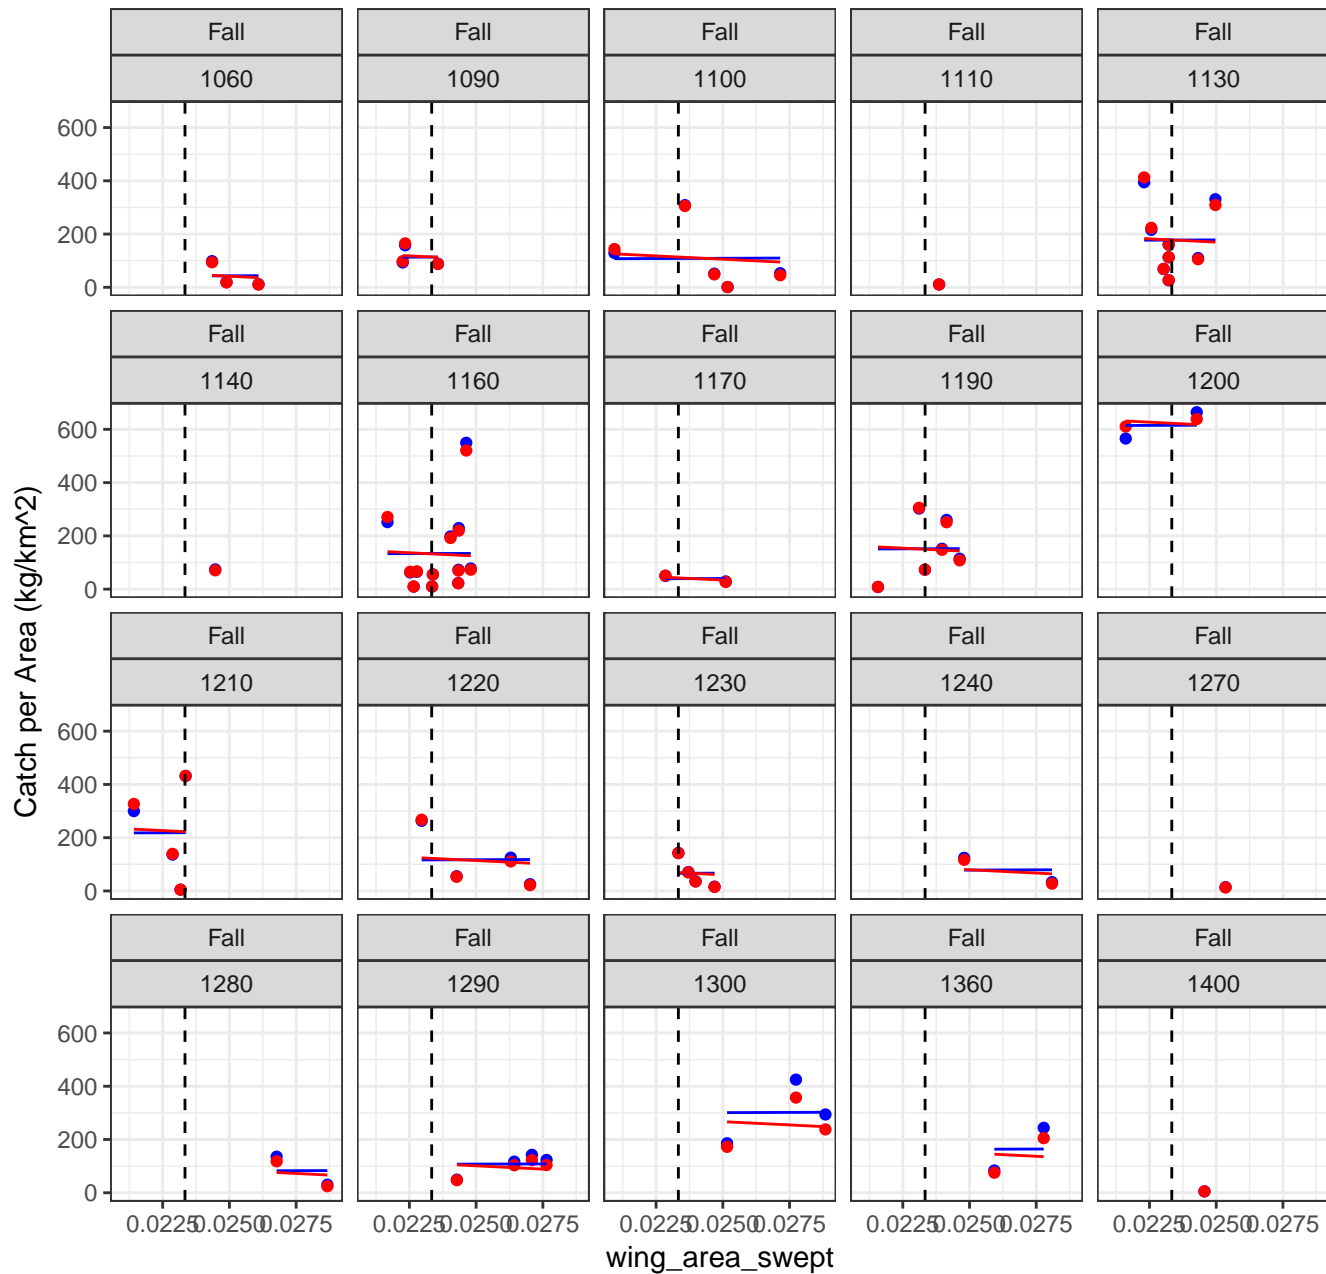 Fall Fall Fall Fall Fall
1060 1090 1100 1110 1130
600
400
200
0
Fall Fall Fall Fall Fall
1140 1160 1170 1190 1200
600
400
200
0
Fall Fall Fall Fall Fall
1210 1220 1230 1240 1270
600
400
200
0
Fall Fall Fall Fall Fall
1280 1290 1300 1360 1400
600
400
200
0
0.0225 0.0250 0.0275 0.0225 0.0250 0.0275 0.0225 0.0250 0.0275 0.0225 0.0250 0.0275 0.0225 0.0250 0.0275
wing_area_swept
Catch per Area (kg/km^2)